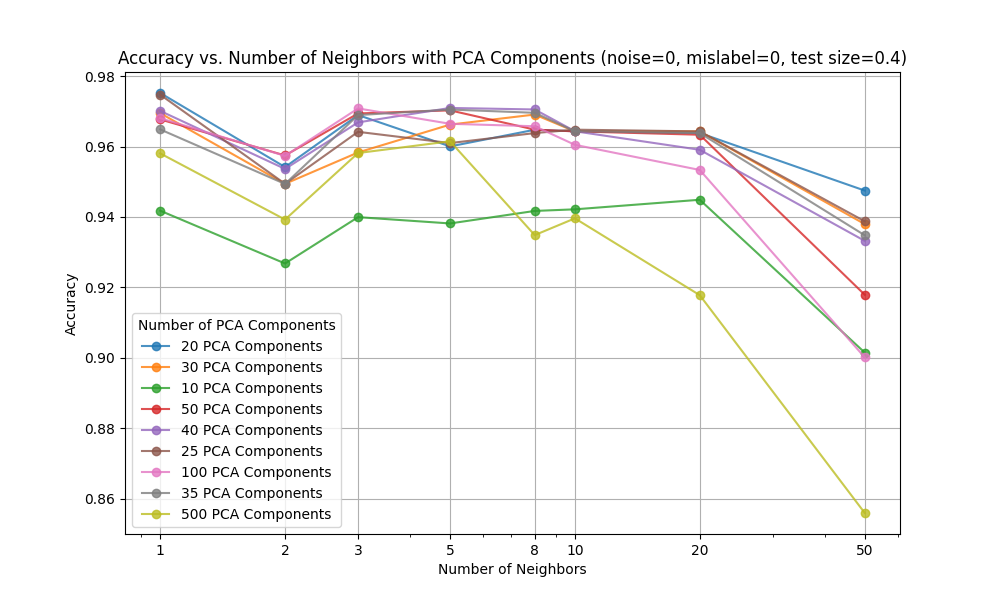 Accuracy vs. Number of Neighbors with PCA Components (noise=0, mislabel=0, test size=0.4)
0.98
0.96
0.94
0.92
0.90
0.88
0.86
Accuracy
Number of PCA Components
20 PCA Components
30 PCA Components
10 PCA Components
50 PCA Components
40 PCA Components
25 PCA Components
100 PCA Components
35 PCA Components
500 PCA Components
1 2 3 5 8 10 20 50
Number of Neighbors